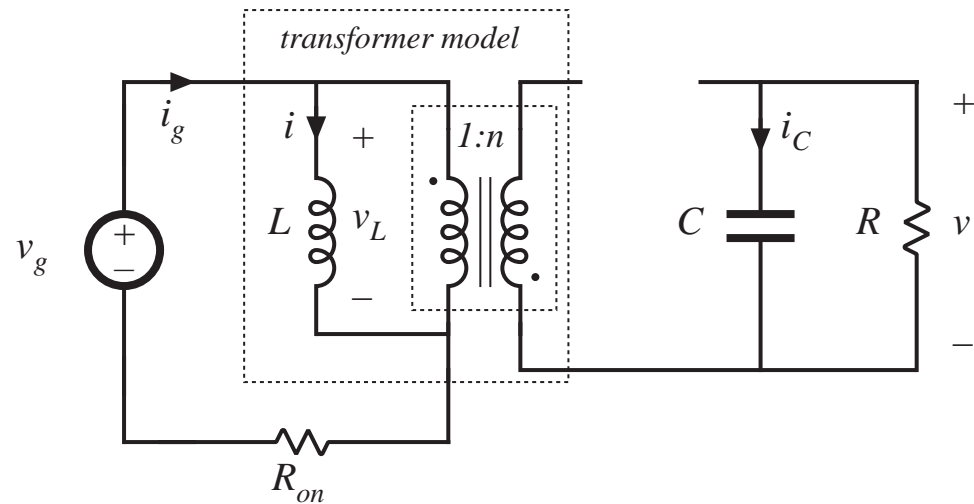 transformer model
i_g
i
+
1:n
i_C
+
v_g
+
−
L
v_L
C
R
v
−
−
R_on